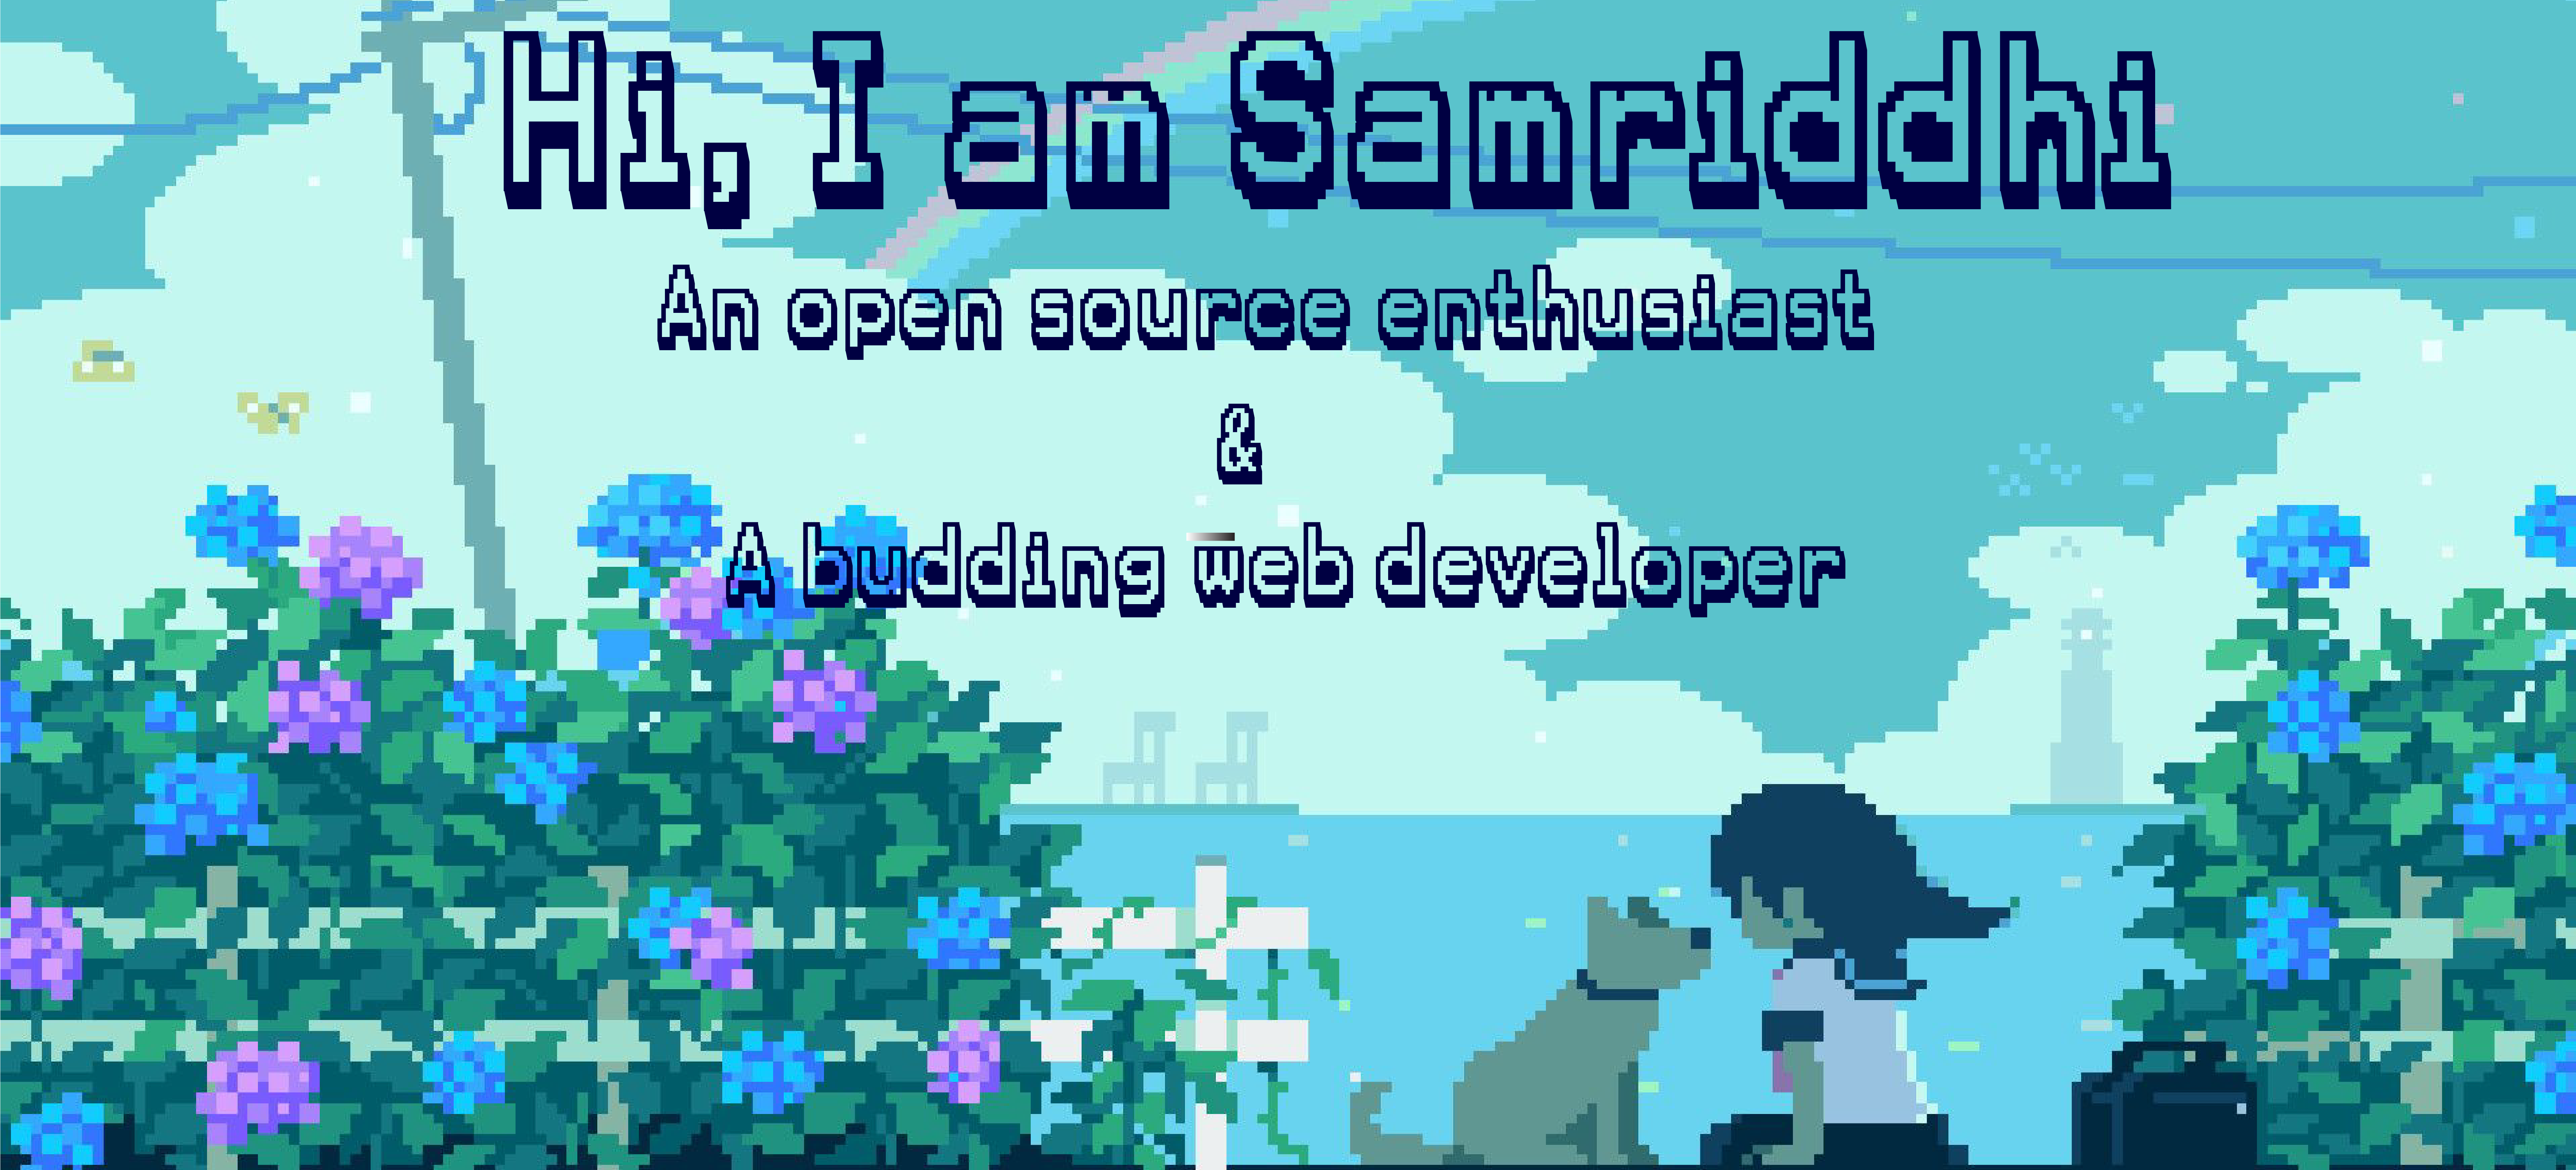 Hi, I am Samriddhi
An open source enthusiast
&
A budding web developer